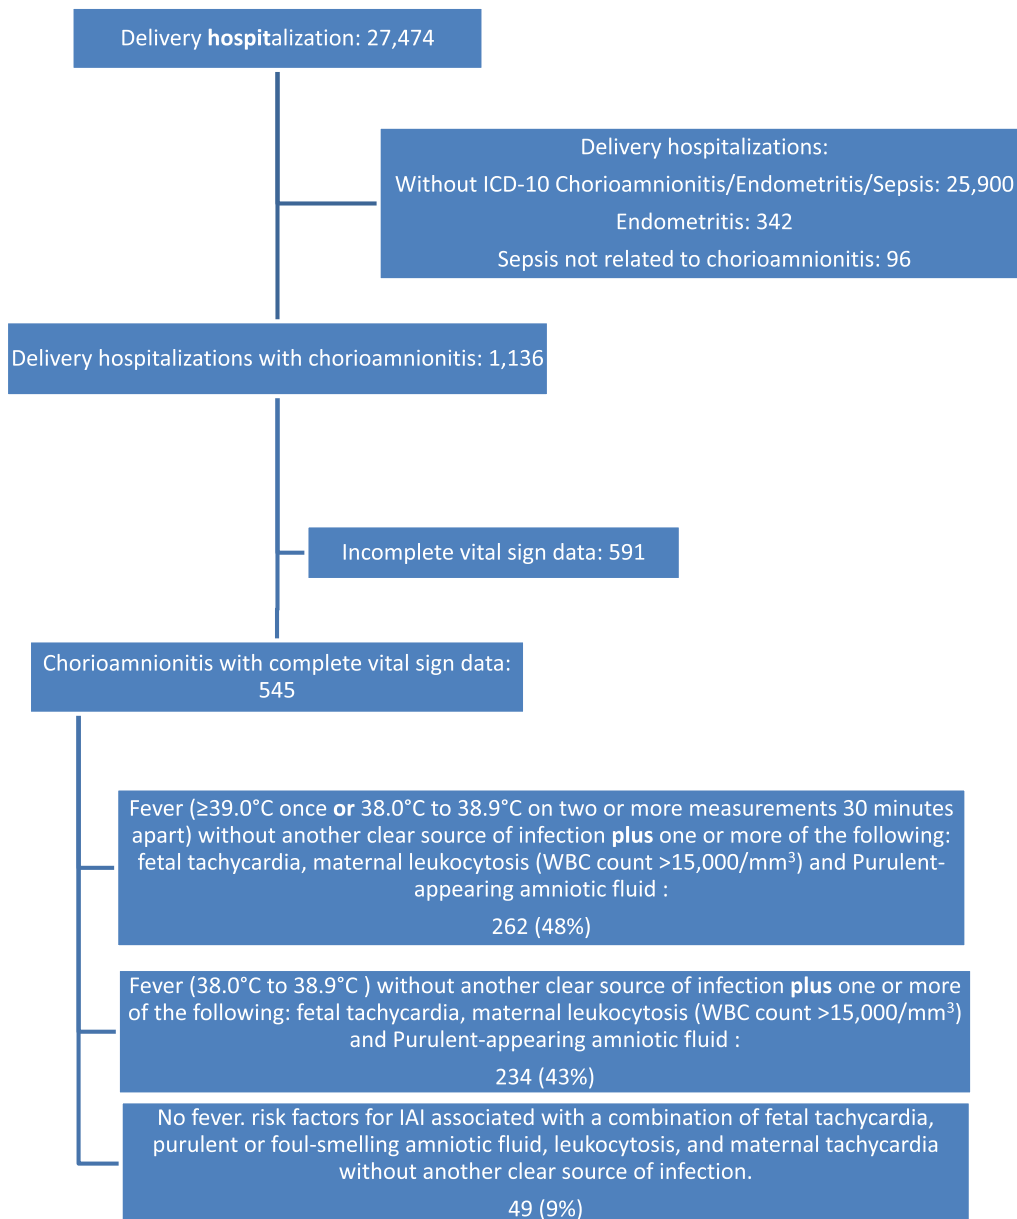 Delivery hospitalization: 27,474
Delivery hospitalizations:
Without ICD-10 Chorioamnionitis/Endometritis/Sepsis: 25,900
Endometritis: 342
Sepsis not related to chorioamnionitis: 96
Delivery hospitalizations with chorioamnionitis: 1,136
Incomplete vital sign data: 591
Chorioamnionitis with complete vital sign data:
545
Fever (≥39.0°C once or 38.0°C to 38.9°C on two or more measurements 30 minutes
apart) without another clear source of infection plus one or more of the following:
fetal tachycardia, maternal leukocytosis (WBC count >15,000/mm³) and Purulent-
appearing amniotic fluid :
262 (48%)
Fever (38.0°C to 38.9°C ) without another clear source of infection plus one or more
of the following: fetal tachycardia, maternal leukocytosis (WBC count >15,000/mm³)
and Purulent-appearing amniotic fluid :
234 (43%)
No fever. risk factors for IAI associated with a combination of fetal tachycardia,
purulent or foul-smelling amniotic fluid, leukocytosis, and maternal tachycardia
without another clear source of infection.
49 (9%)